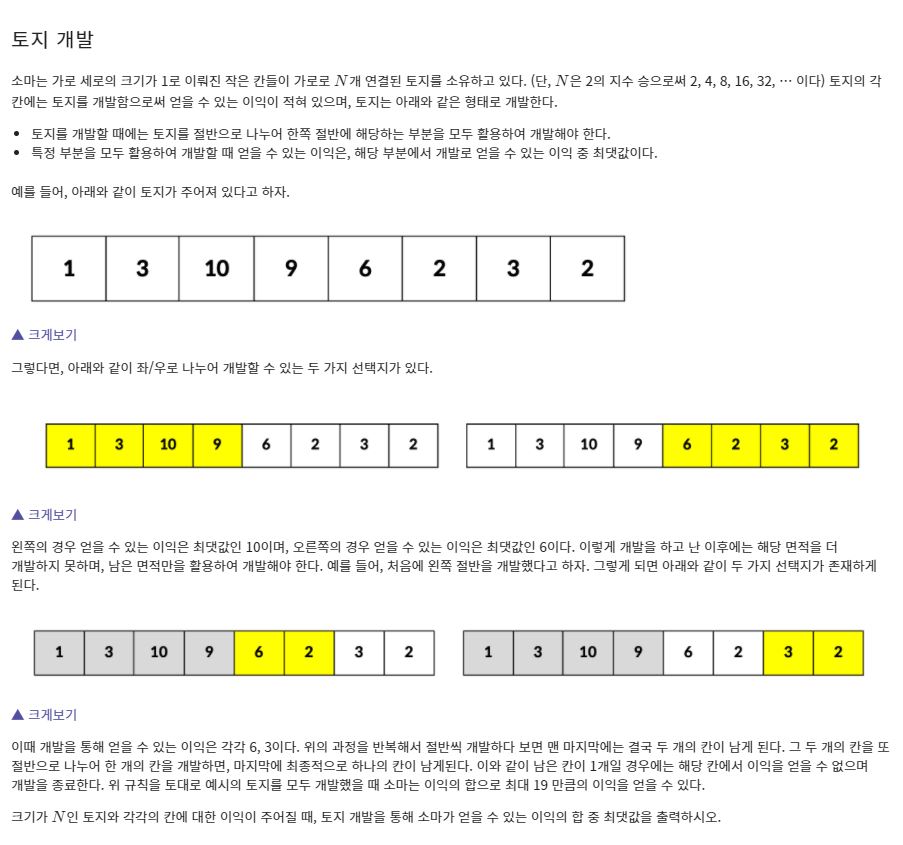 토지 개발
소마는 가로 세로의 크기가 1로 이뤄진 작은 칸들이 가로로 N개 연결된 토지를 소유하고 있다. (단, N은 2의 지수 승으로써 2, 4, 8, 16, 32, ⋯ 이다) 토지의 각
칸에는 토지를 개발함으로써 얻을 수 있는 이익이 적혀 있으며, 토지는 아래와 같은 형태로 개발한다.
• 토지를 개발할 때에는 토지를 절반으로 나누어 한쪽 절반에 해당하는 부분을 모두 활용하여 개발해야 한다.
• 특정 부분을 모두 활용하여 개발할 때 얻을 수 있는 이익은, 해당 부분에서 개발로 얻을 수 있는 이익 중 최댓값이다.
예를 들어, 아래와 같이 토지가 주어져 있다고 하자.
1 3 10 9 6 2 3 2
▲ 크게보기
그렇다면, 아래와 같이 좌/우로 나누어 개발할 수 있는 두 가지 선택지가 있다.
1 3 10 9 6 2 3 2 1 3 10 9 6 2 3 2
▲ 크게보기
왼쪽의 경우 얻을 수 있는 이익은 최댓값인 10이며, 오른쪽의 경우 얻을 수 있는 이익은 최댓값인 6이다. 이렇게 개발을 하고 난 이후에는 해당 면적을 더
개발하지 못하며, 남은 면적만을 활용하여 개발해야 한다. 예를 들어, 처음에 왼쪽 절반을 개발했다고 하자. 그렇게 되면 아래와 같이 두 가지 선택지가 존재하게
된다.
1 3 10 9 6 2 3 2 1 3 10 9 6 2 3 2
▲ 크게보기
이때 개발을 통해 얻을 수 있는 이익은 각각 6, 3이다. 위의 과정을 반복해서 절반씩 개발하다 보면 맨 마지막에는 결국 두 개의 칸이 남게 된다. 그 두 개의 칸을 또
절반으로 나누어 한 개의 칸을 개발하면, 마지막에 최종적으로 하나의 칸이 남게된다. 이와 같이 남은 칸이 1개일 경우에는 해당 칸에서 이익을 얻을 수 없으며
개발을 종료한다. 위 규칙을 토대로 예시의 토지를 모두 개발했을 때 소마는 이익의 합으로 최대 19 만큼의 이익을 얻을 수 있다.
크기가 N인 토지와 각각의 칸에 대한 이익이 주어질 때, 토지 개발을 통해 소마가 얻을 수 있는 이익의 합 중 최댓값을 출력하시오.